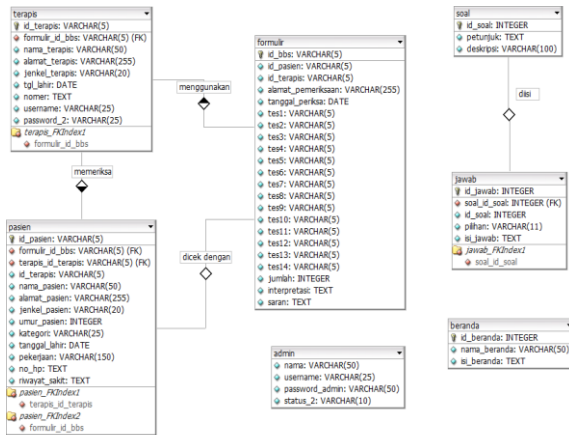 terapis
id_terapis: VARCHAR(5)
formulir_id_bbs: VARCHAR(5) (FK)
nama_terapis: VARCHAR(50)
alamat_terapis: VARCHAR(255)
jenkel_terapis: VARCHAR(20)
tgl_lahir: DATE
nomer: TEXT
username: VARCHAR(25)
password_2: VARCHAR(25)
terapis_FKIndex1
formulir_id_bbs
menggunakan
memeriksa
formulir
id_bbs: VARCHAR(5)
id_pasien: VARCHAR(5)
id_terapis: VARCHAR(5)
alamat_pemeriksaan: VARCHAR(255)
tanggal_periksa: DATE
tes1: VARCHAR(5)
tes2: VARCHAR(5)
tes3: VARCHAR(5)
tes4: VARCHAR(5)
tes5: VARCHAR(5)
tes6: VARCHAR(5)
tes7: VARCHAR(5)
tes8: VARCHAR(5)
tes9: VARCHAR(5)
tes10: VARCHAR(5)
tes11: VARCHAR(5)
tes12: VARCHAR(5)
tes13: VARCHAR(5)
tes14: VARCHAR(5)
jumlah: INTEGER
interpretasi: TEXT
saran: TEXT
soal
id_soal: INTEGER
petunjuk: TEXT
deskripsi: VARCHAR(100)
diisi
jawab
id_jawab: INTEGER
soal_id_soal: INTEGER (FK)
id_soal: INTEGER
pilihan: VARCHAR(11)
isi_jawab: TEXT
jawab_FKIndex1
soal_id_soal
pasien
id_pasien: VARCHAR(5)
formulir_id_bbs: VARCHAR(5) (FK)
terapis_id_terapis: VARCHAR(5) (FK)
id_terapis: VARCHAR(5)
nama_pasien: VARCHAR(50)
alamat_pasien: VARCHAR(255)
jenkel_pasien: VARCHAR(20)
umur_pasien: INTEGER
kategori: VARCHAR(25)
tanggal_lahir: DATE
pekerjaan: VARCHAR(150)
no_hp: TEXT
riwayat_sakit: TEXT
pasien_FKIndex1
terapis_id_terapis
pasien_FKIndex2
formulir_id_bbs
dicek dengan
admin
nama: VARCHAR(50)
username: VARCHAR(25)
password_admin: VARCHAR(50)
status_2: VARCHAR(10)
beranda
id_beranda: INTEGER
nama_beranda: VARCHAR(50)
isi_beranda: TEXT